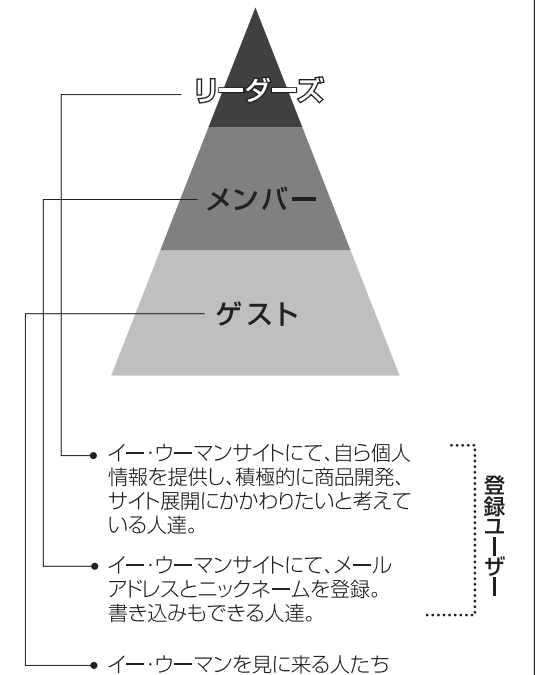 リーダーズ
メンバー
ゲスト
イー・ウーマンサイトにて、自ら個人
情報を提供し、積極的に商品開発、
サイト展開にかかわりたいと考えて
いる人達。
イー・ウーマンサイトにて、メール
アドレスとニックネームを登録。
書き込みもできる人達。
登録ユーザー
イー・ウーマンを見に来る人たち